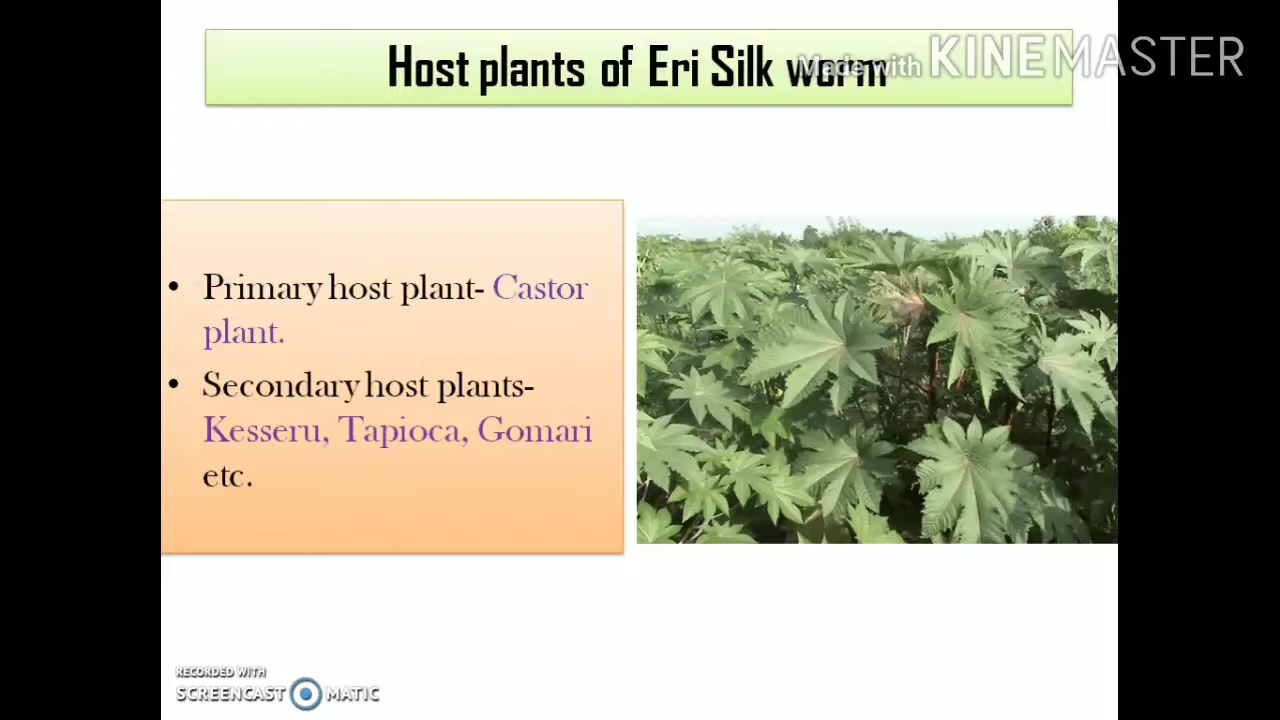 Host plants of Eri Silk worm
Made with KINEMASTER
• Primary host plant- Castor
plant.
• Secondary host plants-
Kesseru, Tapioca, Gomari
etc.
RECORDED WITH
SCREENCAST MATIC